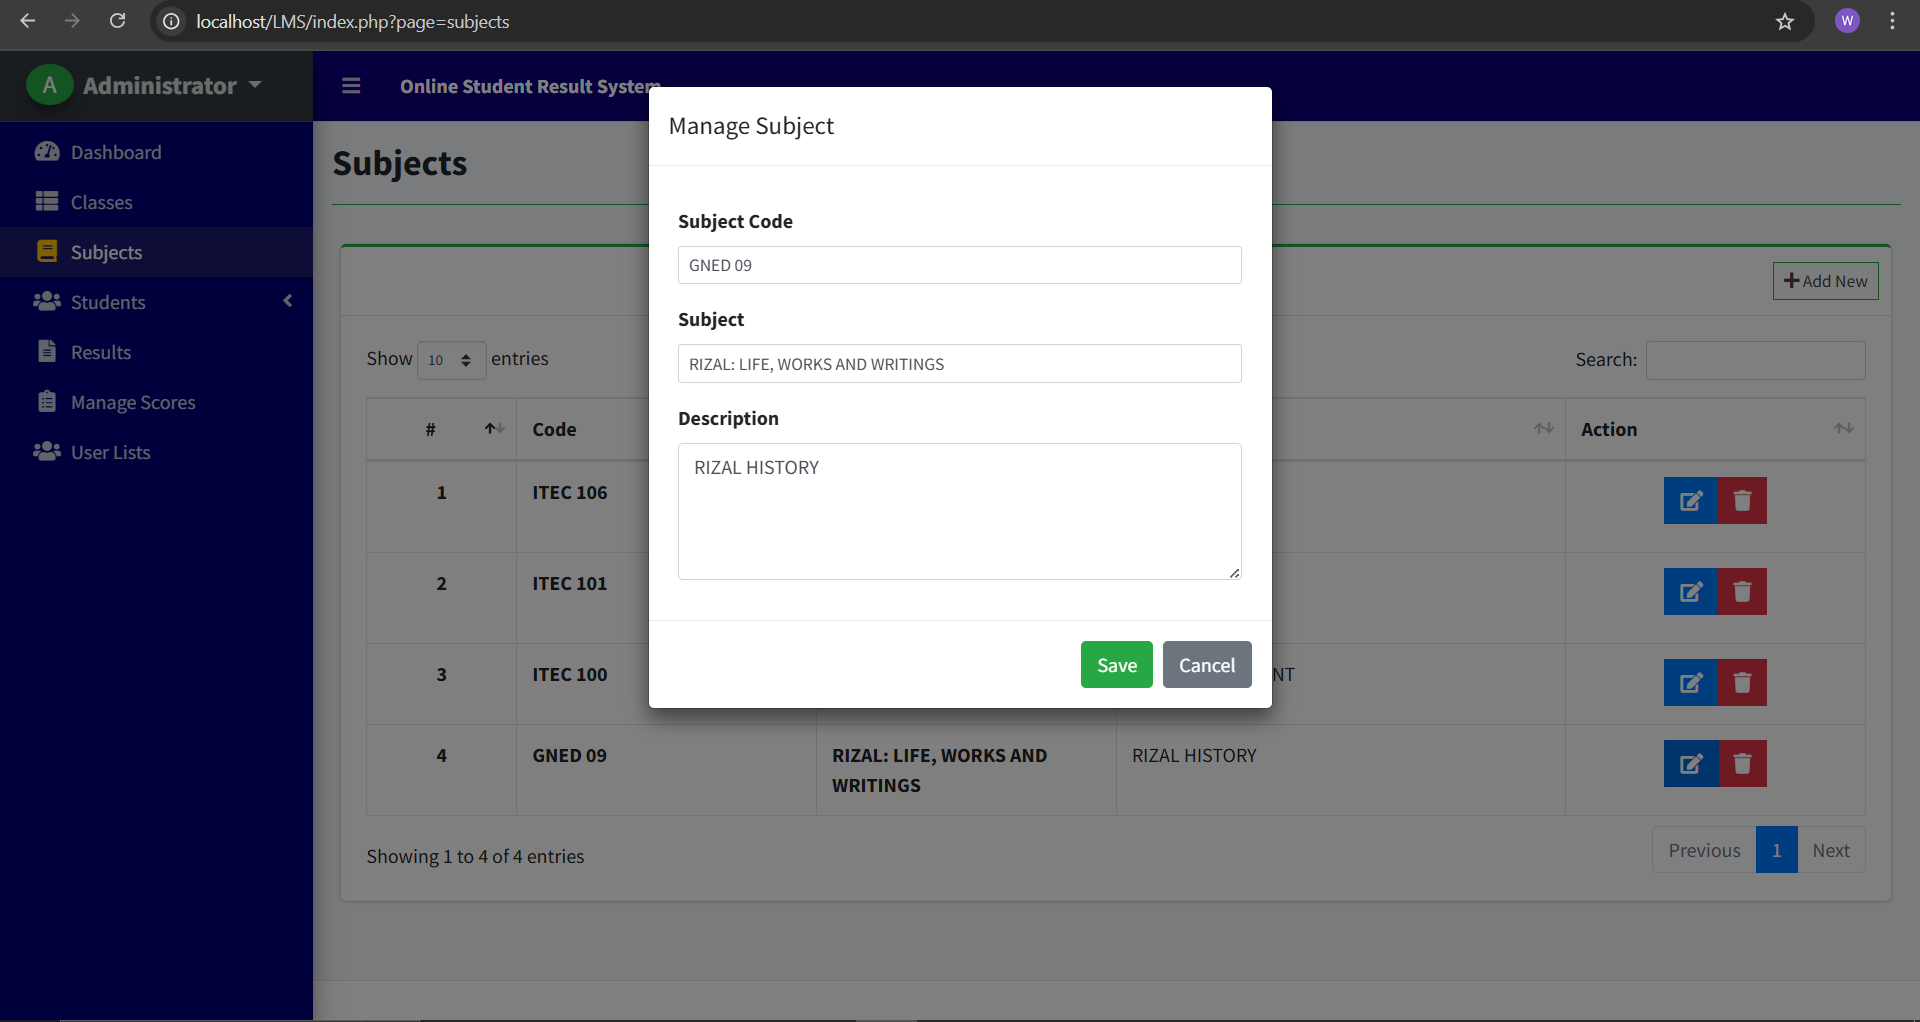 localhost/LMS/index.php?page=subjects
W
A Administrator
Online Student Result System
Dashboard
Classes
Subjects
Students
Results
Manage Scores
User Lists
Subjects
Add New
Show 10 entries
Search:
# Code Action
1 ITEC 106
2 ITEC 101
3 ITEC 100 NT
4 GNED 09 RIZAL: LIFE, WORKS AND RIZAL HISTORY
WRITINGS
Showing 1 to 4 of 4 entries
Previous 1 Next
Manage Subject
Subject Code
GNED 09
Subject
RIZAL: LIFE, WORKS AND WRITINGS
Description
RIZAL HISTORY
Save Cancel